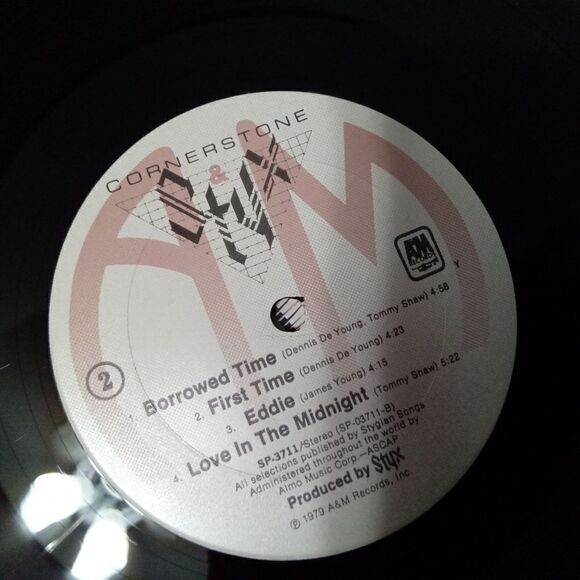 CORNERSTONE
A&M
Styx
A&M
RECORDS
Y
2
1. Borrowed Time (Dennis De Young, Tommy Shaw) 4:58
2. First Time (Dennis De Young) 4:23
3. Eddie (James Young) 4:15
4. Love In The Midnight (Tommy Shaw) 5:22
SP-3711/Stereo (SP-03711-B)
All selections published by Stygian Songs
Administered throughout the world by
Almo Music Corp.—ASCAP
Produced by Styx
℗ 1979 A&M Records, Inc.